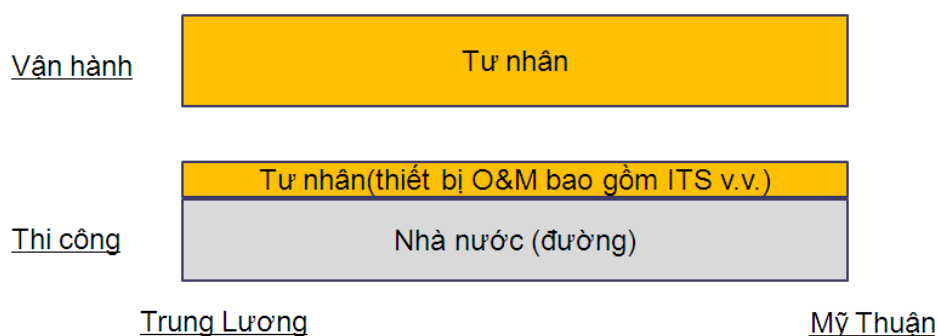 Vận hành
Tư nhân
Tư nhân(thiết bị O&M bao gồm ITS v.v.)
Thi công
Nhà nước (đường)
Trung Lương
Mỹ Thuận